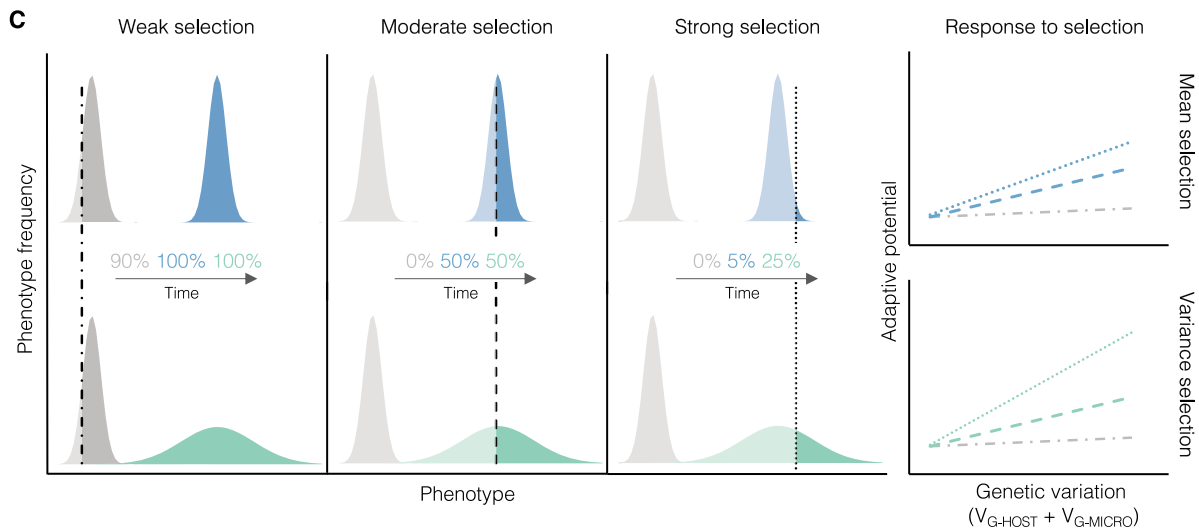 C
Weak selection
Moderate selection
Strong selection
Response to selection
Phenotype frequency
90% 100% 100%
Time
0% 50% 50%
Time
0% 5% 25%
Time
Adaptive potential
Mean selection
Variance selection
Phenotype
Genetic variation
(VG-HOST + VG-MICRO)